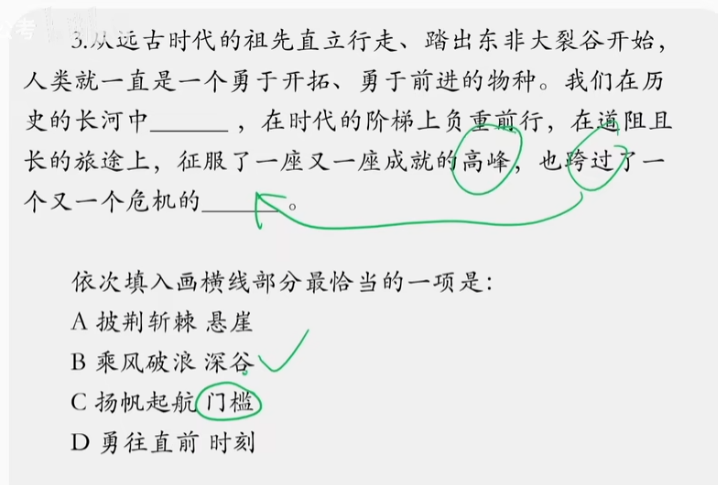 3.从远古时代的祖先直立行走、踏出东非大裂谷开始，
人类就一直是一个勇于开拓、勇于前进的物种。我们在历
史的长河中______，在时代的阶梯上负重前行，在道阻且
长的旅途上，征服了一座又一座成就的高峰，也跨过了一
个又一个危机的______。
依次填入画横线部分最恰当的一项是：
A 披荆斩棘 悬崖
B 乘风破浪 深谷
C 扬帆起航 门槛
D 勇往直前 时刻